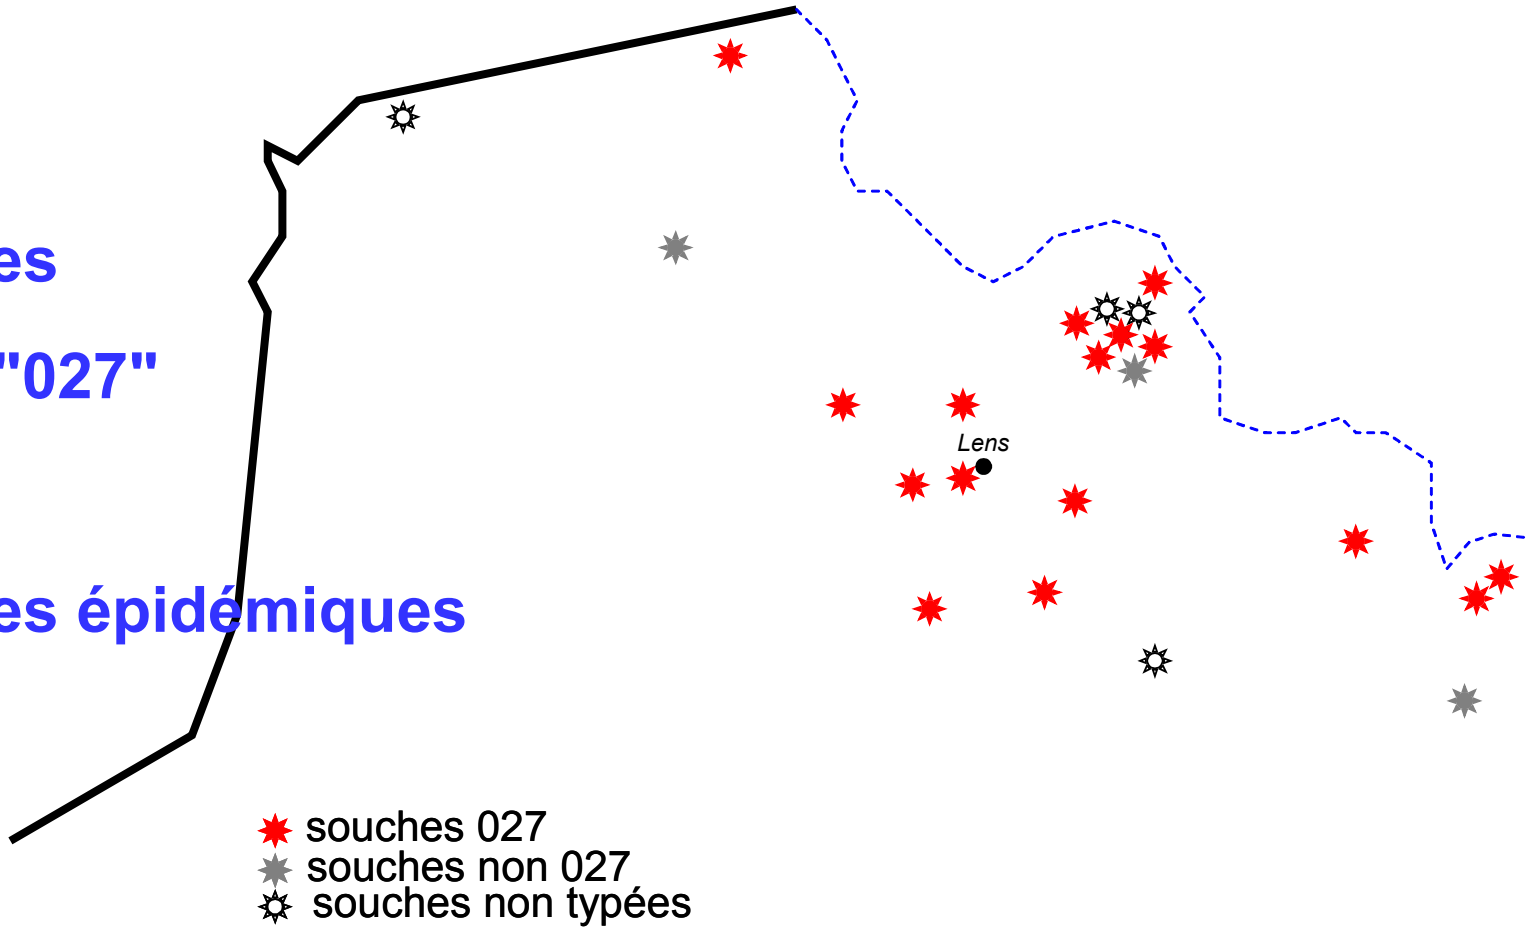 es
"027"
Lens
es épidémiques
souches 027
souches non 027
souches non typées